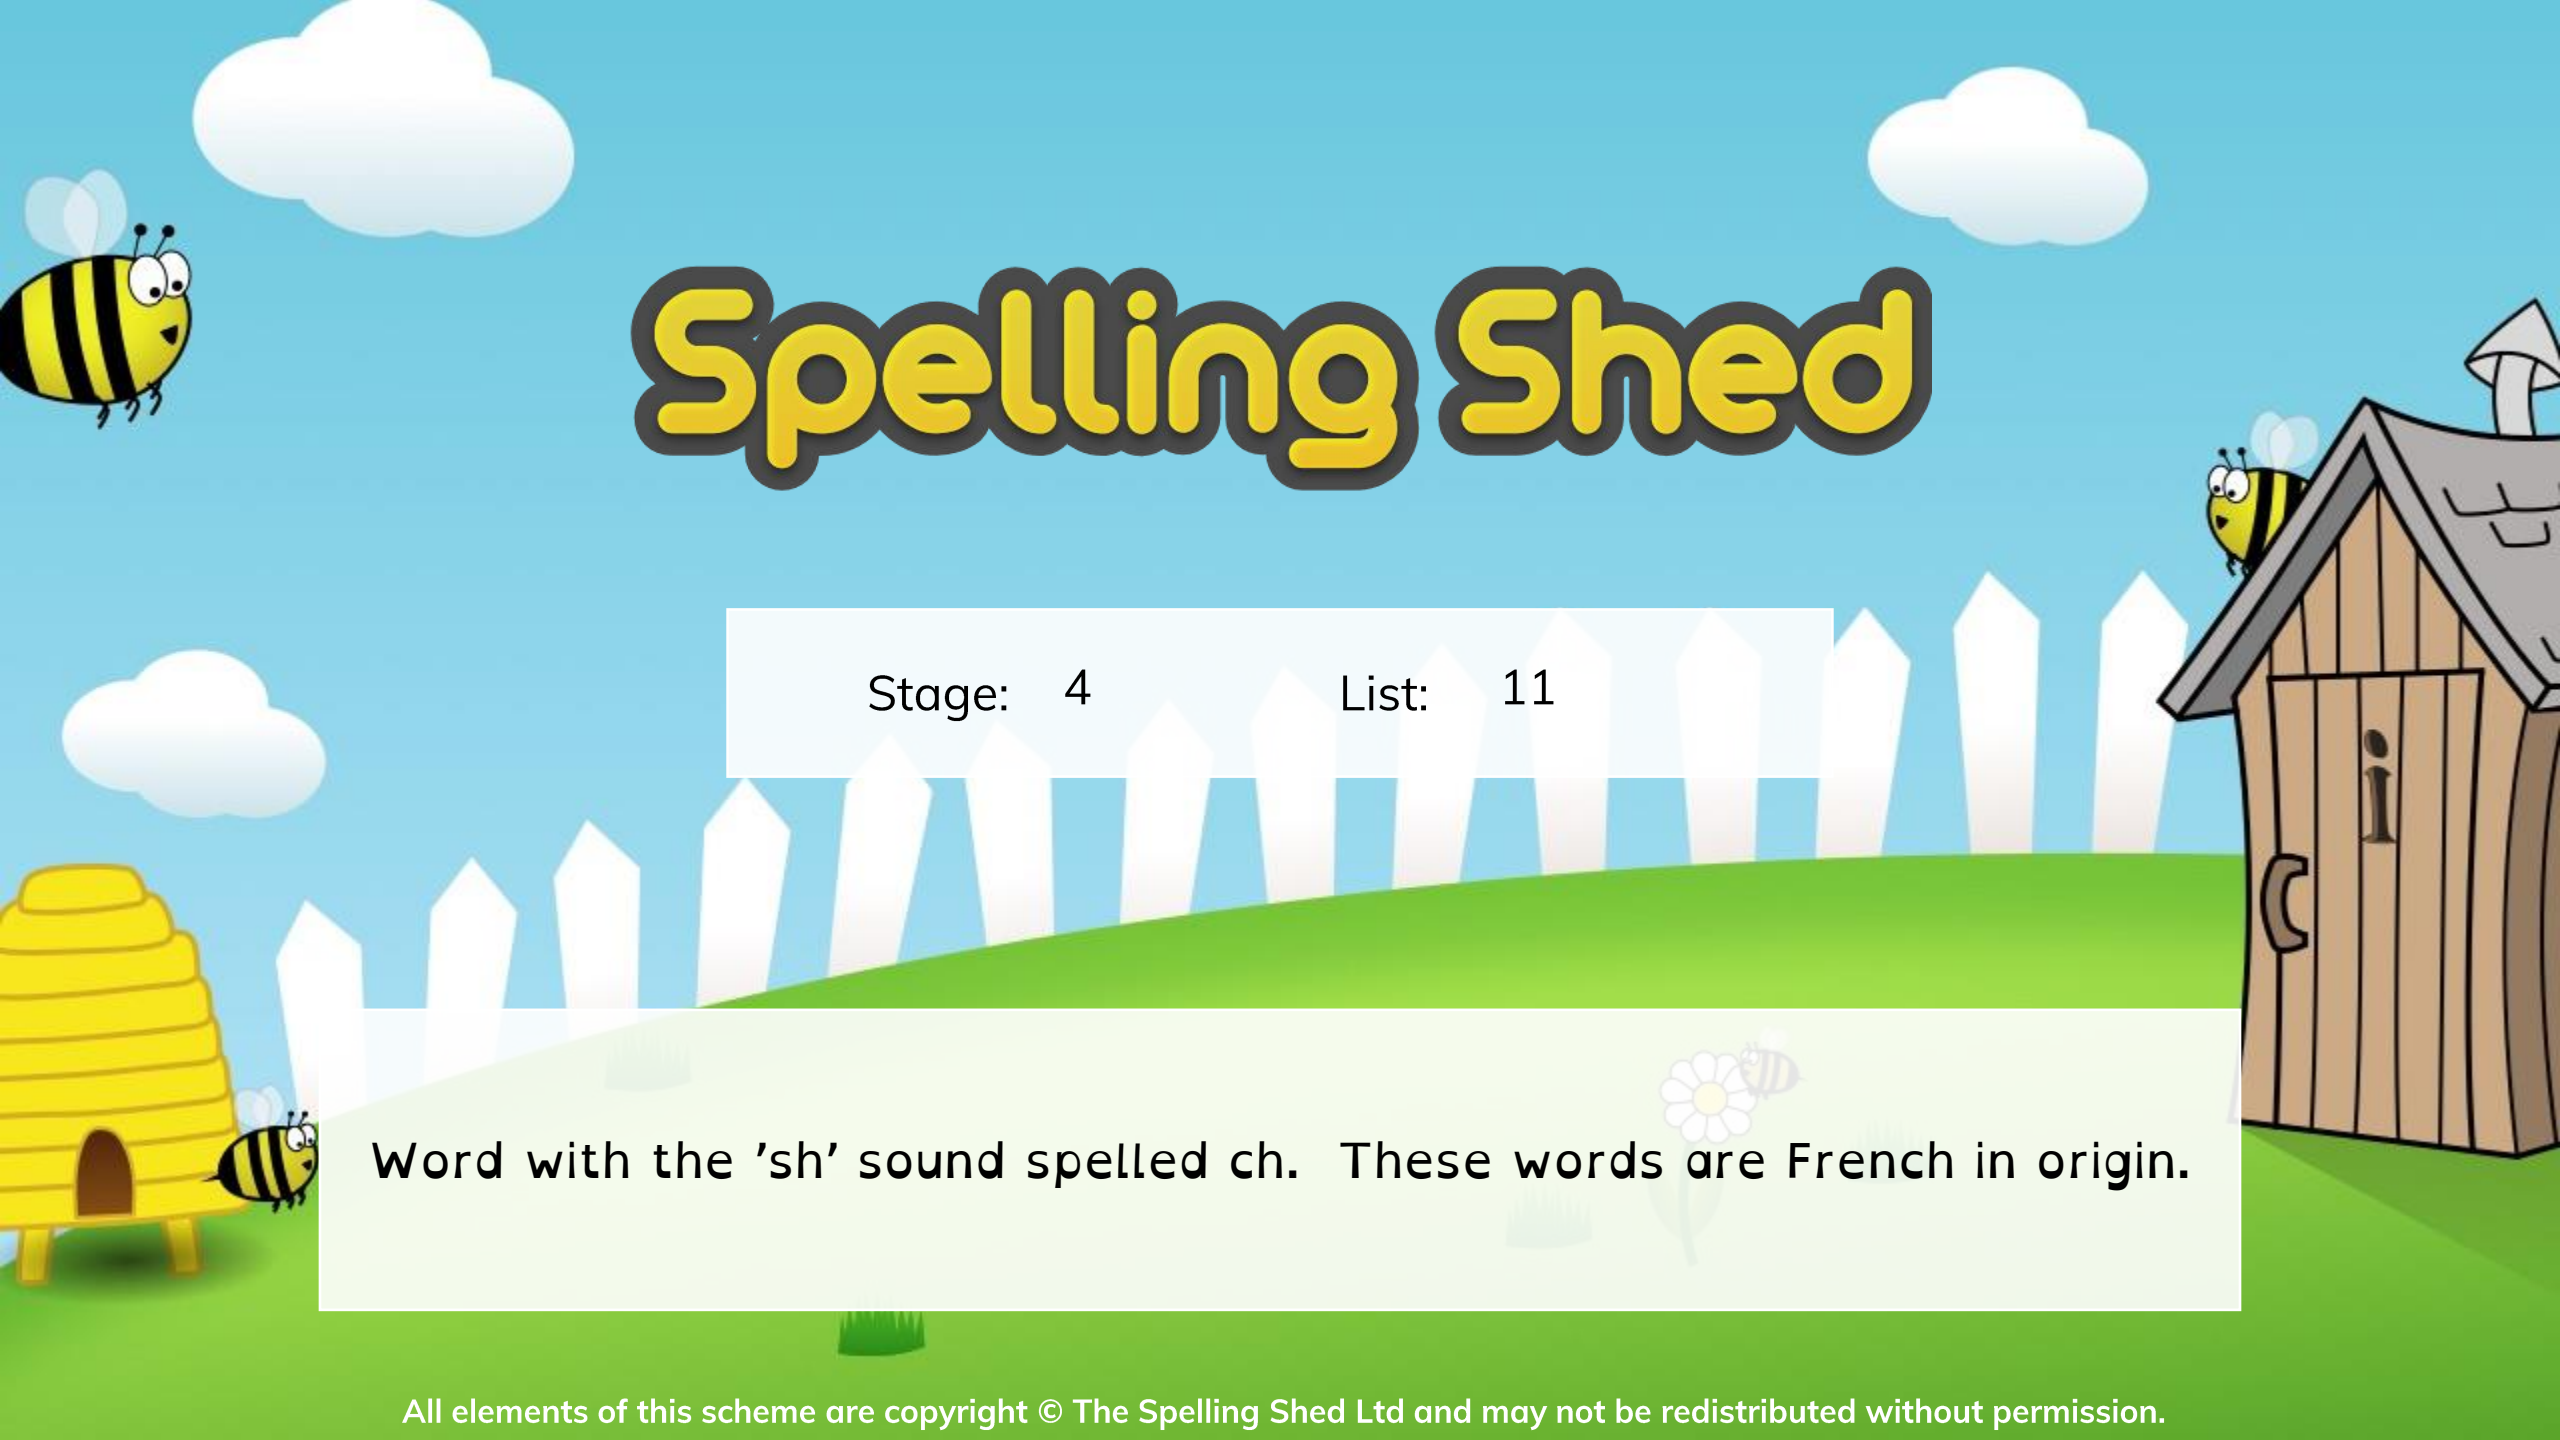 Spelling Shed
Stage: 4 List: 11
i
Word with the 'sh' sound spelled ch. These words are French in origin.
All elements of this scheme are copyright © The Spelling Shed Ltd and may not be redistributed without permission.